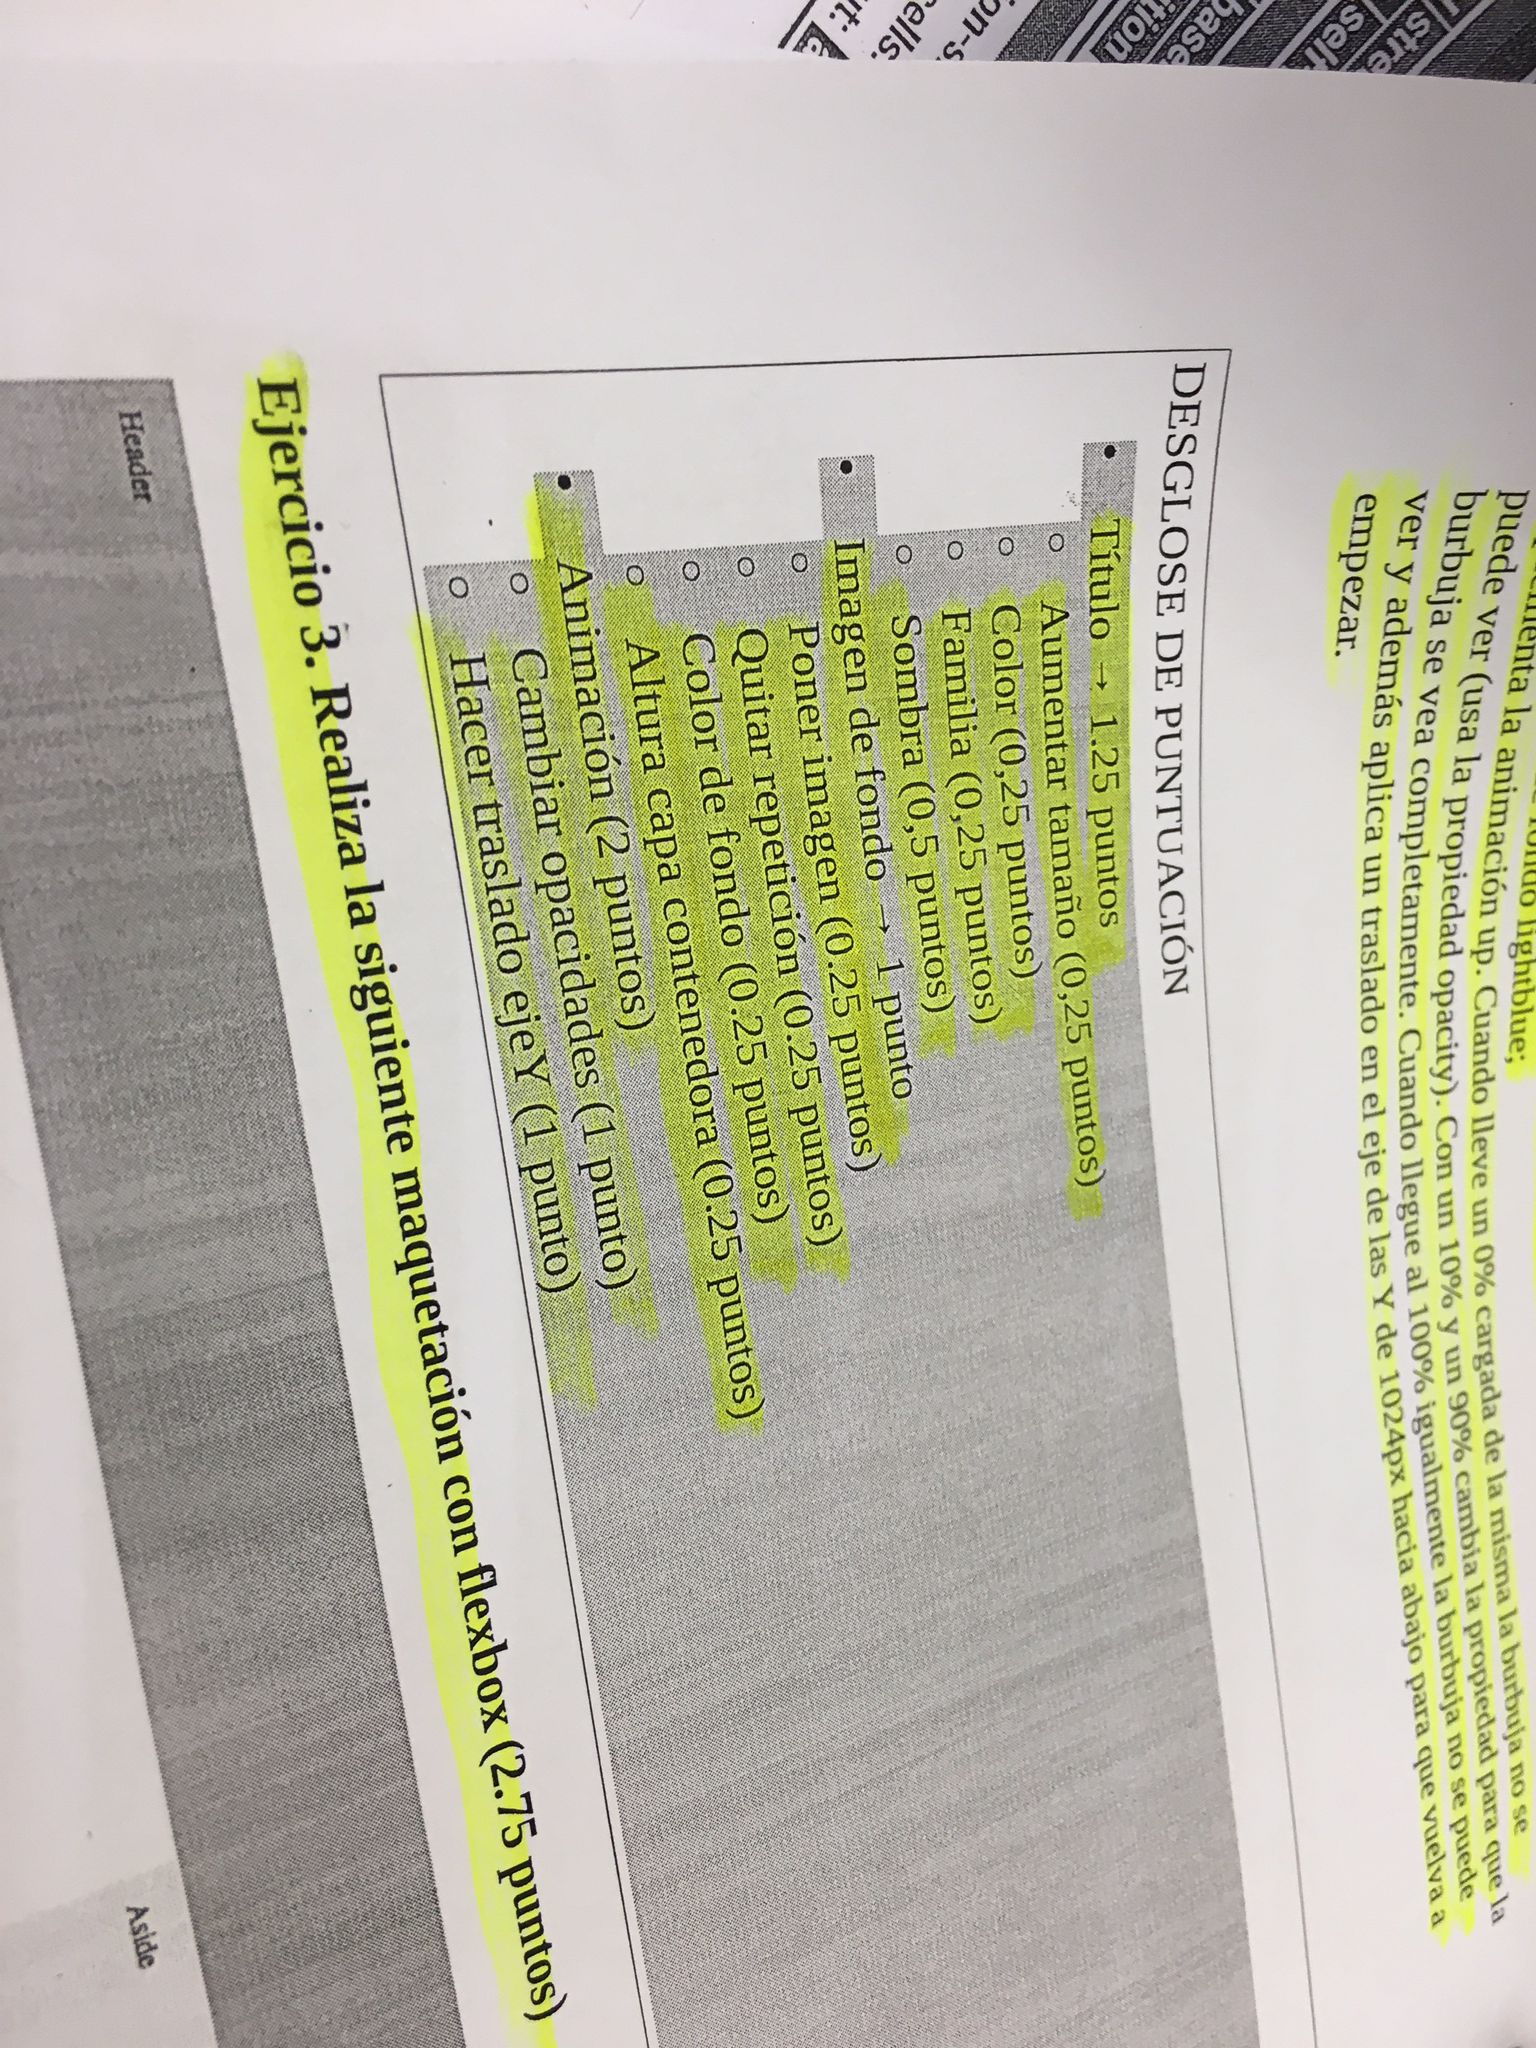 lightblue;
la animación up. Cuando lleve un 0% cargada de la misma la burbuja no se
puede ver (usa la propiedad opacity). Con un 10% y un 90% cambia la propiedad para que la
burbuja se vea completamente. Cuando llegue al 100% igualmente la burbuja no se puede
ver y además aplica un traslado en el eje de las Y de 1024px hacia abajo para que vuelva a
empezar.
DESGLOSE DE PUNTUACIÓN
• Título → 1.25 puntos
○ Aumentar tamaño (0,25 puntos)
○ Color (0,25 puntos)
○ Familia (0,25 puntos)
○ Sombra (0,5 puntos)
• Imagen de fondo → 1 punto
○ Poner imagen (0.25 puntos)
○ Quitar repetición (0.25 puntos)
○ Color de fondo (0.25 puntos)
○ Altura capa contenedora (0.25 puntos)
• Animación (2 puntos)
○ Cambiar opacidades (1 punto)
○ Hacer traslado ejeY (1 punto)
Ejercicio 3. Realiza la siguiente maquetación con flexbox (2.75 puntos)
Header
Aside